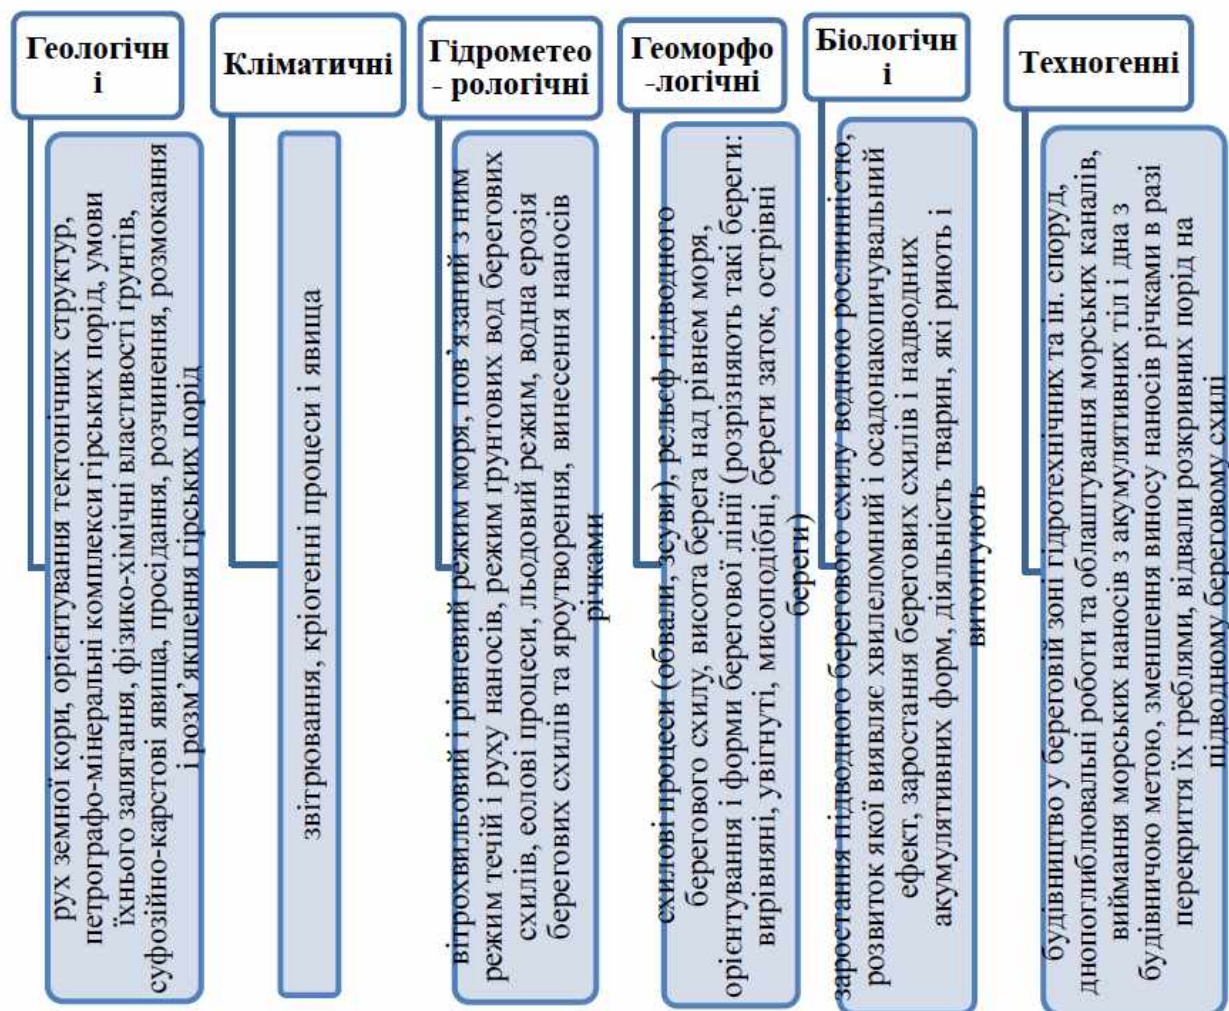 Геологічн
і
рух земної кори, орієнтування тектонічних структур,
петрографо-мінеральні комплекси гірських порід, умови
їхнього залягання, фізико-хімічні властивості ґрунтів,
суфозійно-карстові явища, просідання, розчинення, розмокання
і розм’якшення гірських порід
Кліматичні
звітрювання, кріогенні процеси і явища
Гідрометео
- рологічні
вітрохвильовий і рівневий режим моря, пов’язаний з ним
режим течій і руху наносів, режим ґрунтових вод берегових
схилів, еолові процеси, льодовий режим, водна ерозія
берегових схилів та яроутворення, винесення наносів
річками
Геоморфо
-логічні
схилові процеси (обвали, зсуви), рельєф підводного
берегового схилу, висота берега над рівнем моря,
орієнтування і форми берегової лінії (розрізняють такі береги:
вирівняні, увігнуті, мисоподібні, береги заток, острівні
береги)
Біологічн
і
заростання підводного берегового схилу водною рослинністю,
розвиток якої виявляє хвилеломний і осадонакопичувальний
ефект, заростання берегових схилів і надводних
акумулятивних форм, діяльність тварин, які риють і
витоптують
Техногенні
будівництво у береговій зоні гідротехнічних та ін. споруд,
днопоглиблювальні роботи та облаштування морських каналів,
виймання морських наносів з акумулятивних тіл і дна з
будівничою метою, зменшення виносу наносів річками в разі
перекриття їх греблями, відвали розкривних порід на
підводному береговому схилі